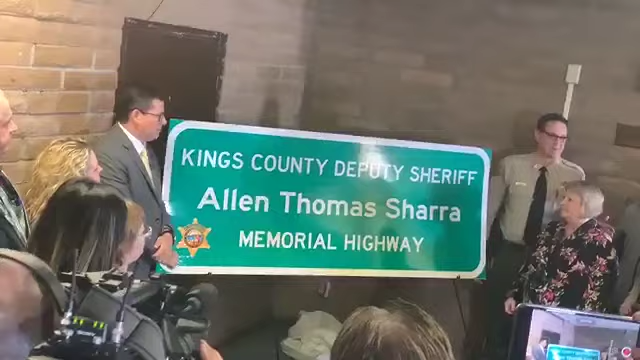 KINGS COUNTY DEPUTY SHERIFF
Allen Thomas Sharra
MEMORIAL HIGHWAY